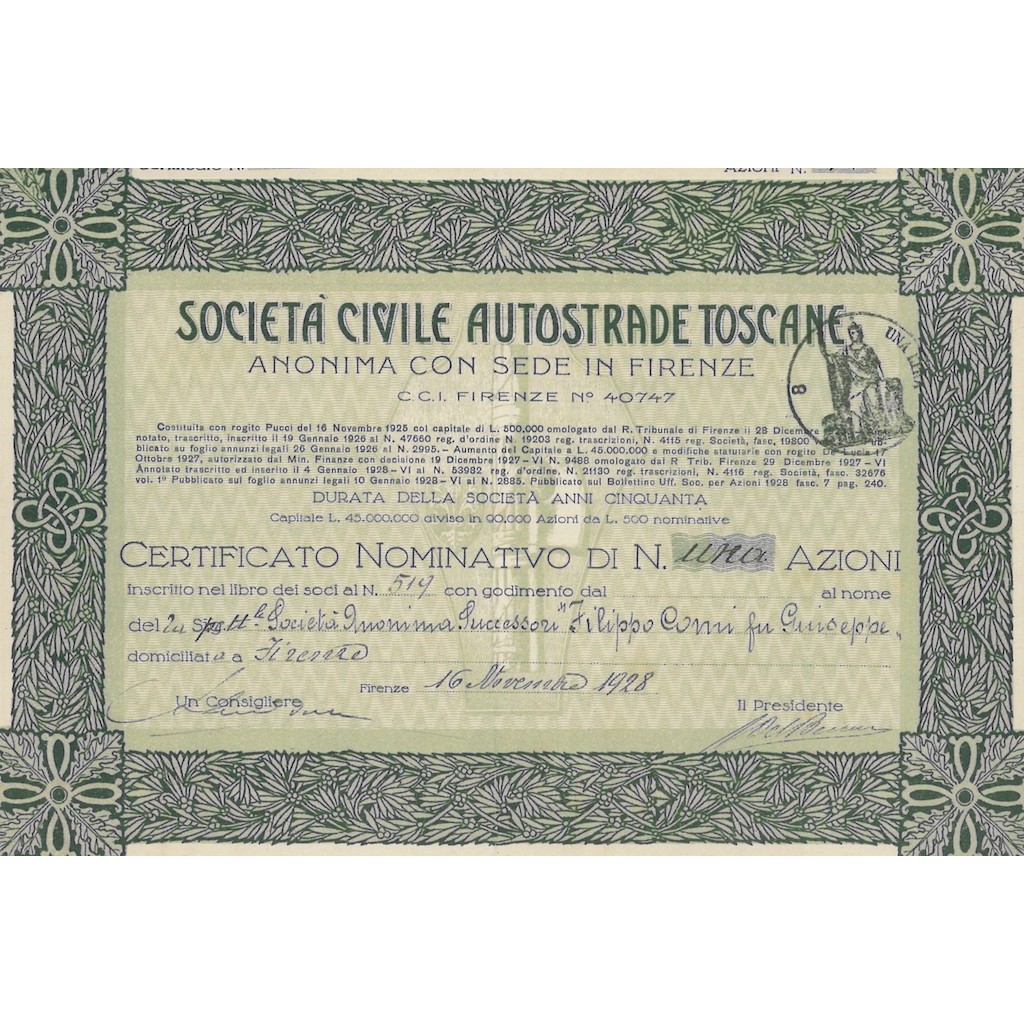 AZIONI N.
SOCIETÀ CIVILE AUTOSTRADE TOSCANE
UNA
8
ANONIMA CON SEDE IN FIRENZE
C.C.I. FIRENZE Nº 40747
Costituita con rogito Pucci del 16 Novembre 1925 col capitale di L. 500,000 omologato dal R. Tribunale di Firenze il 28 Dicembre
notato, trascritto, inscritto il 19 Gennaio 1926 al N. 47660 reg. d'ordine N. 19203 reg. trascrizioni, N. 4115 reg. Società, fasc, 19800
blicato su foglio annunzi legali 26 Gennaio 1926 al N. 2995. - Aumento del Capitale a L. 45.000.000 e modifiche statutarie con rogito De Lucia 17
Ottobre 1927, autorizzato dal Min. Finanze con decisione 19 Dicembre 1927 - VI N. 9488 omologato dal R Trib. Firenze 29 Dicembre 1927 - VI
Annotato trascritto ed inserito il 4 Gennaio 1928 - VI al N. 53982 reg. d'ordine, N. 21130 reg. trascrizioni, N. 4116 reg. Società, fasc. 32676
vol. 1º Pubblicato sul foglio annunzi legali 10 Gennaio 1928 - VI al N. 2885. Pubblicato sul Bollettino Uff. Soc. per Azioni 1928 fasc. 7 pag. 240.
DURATA DELLA SOCIETÀ ANNI CINQUANTA
Capitale L. 45.000.000 diviso in 90,000 Azioni da L. 500 nominative
CERTIFICATO NOMINATIVO DI N. una AZIONI
inscritto nel libro dei soci al N. 519 con godimento dal al nome
del Società Anonima Successori "Filippo Comi fu Giuseppe"
domiciliata a Firenze
Firenze 16 Novembre 1928
Un Consigliere Il Presidente